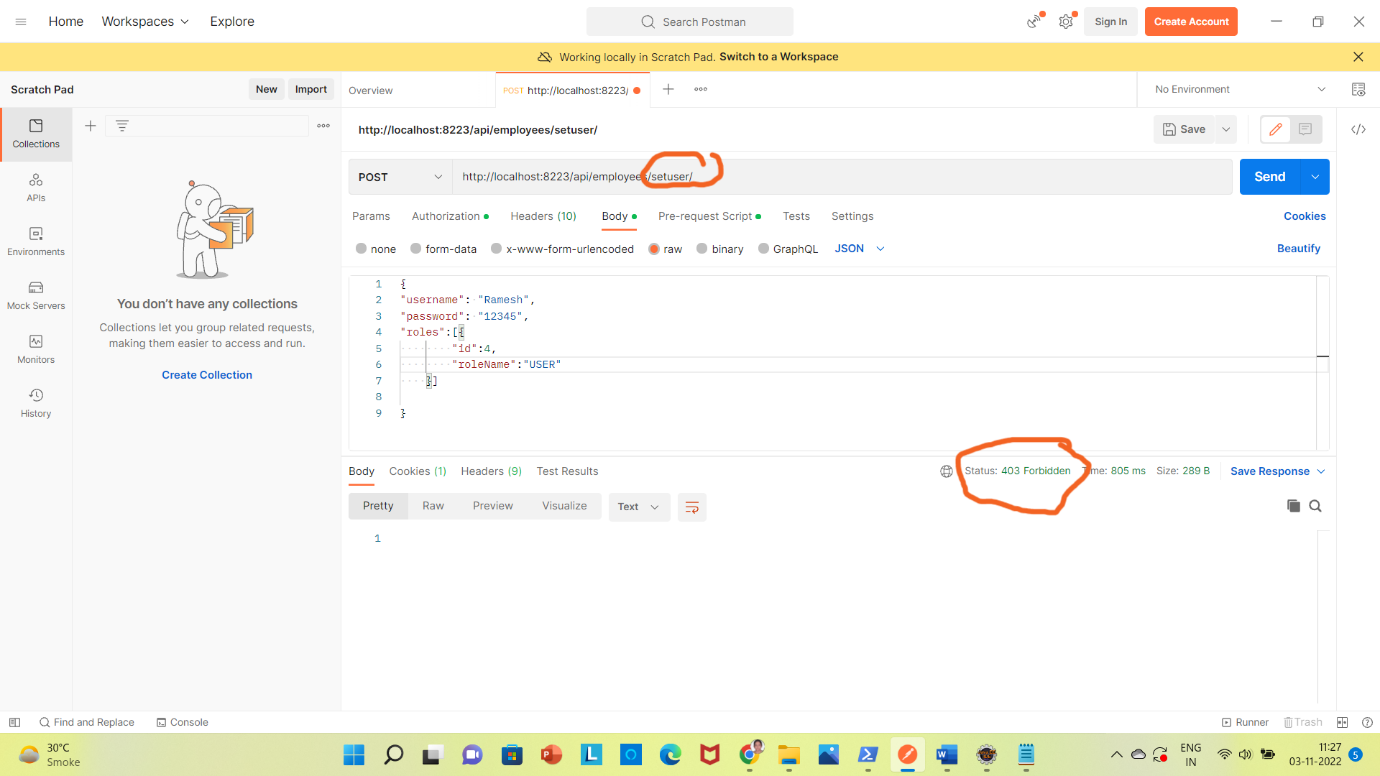 Home Workspaces Explore Search Postman Sign In Create Account
Working locally in Scratch Pad. Switch to a Workspace
Scratch Pad New Import Overview POST http://localhost:8223/ No Environment
Collections
http://localhost:8223/api/employees/setuser/ Save
POST http://localhost:8223/api/employees/setuser/ Send
APIs
Params Authorization Headers (10) Body Pre-request Script Tests Settings Cookies
Environments
none form-data x-www-form-urlencoded raw binary GraphQL JSON Beautify
Mock Servers
You don't have any collections
Collections let you group related requests,
making them easier to access and run.
Create Collection
Monitors
History
1 {
2 "username": "Ramesh",
3 "password": "12345",
4 "roles":[{
5 "id":4,
6 "roleName":"USER"
7 }]
8
9 }
Body Cookies (1) Headers (9) Test Results Status: 403 Forbidden Time: 805 ms Size: 289 B Save Response
Pretty Raw Preview Visualize Text
1
Find and Replace Console Runner Trash
30°C
Smoke
ENG
IN
11:27
03-11-2022
5